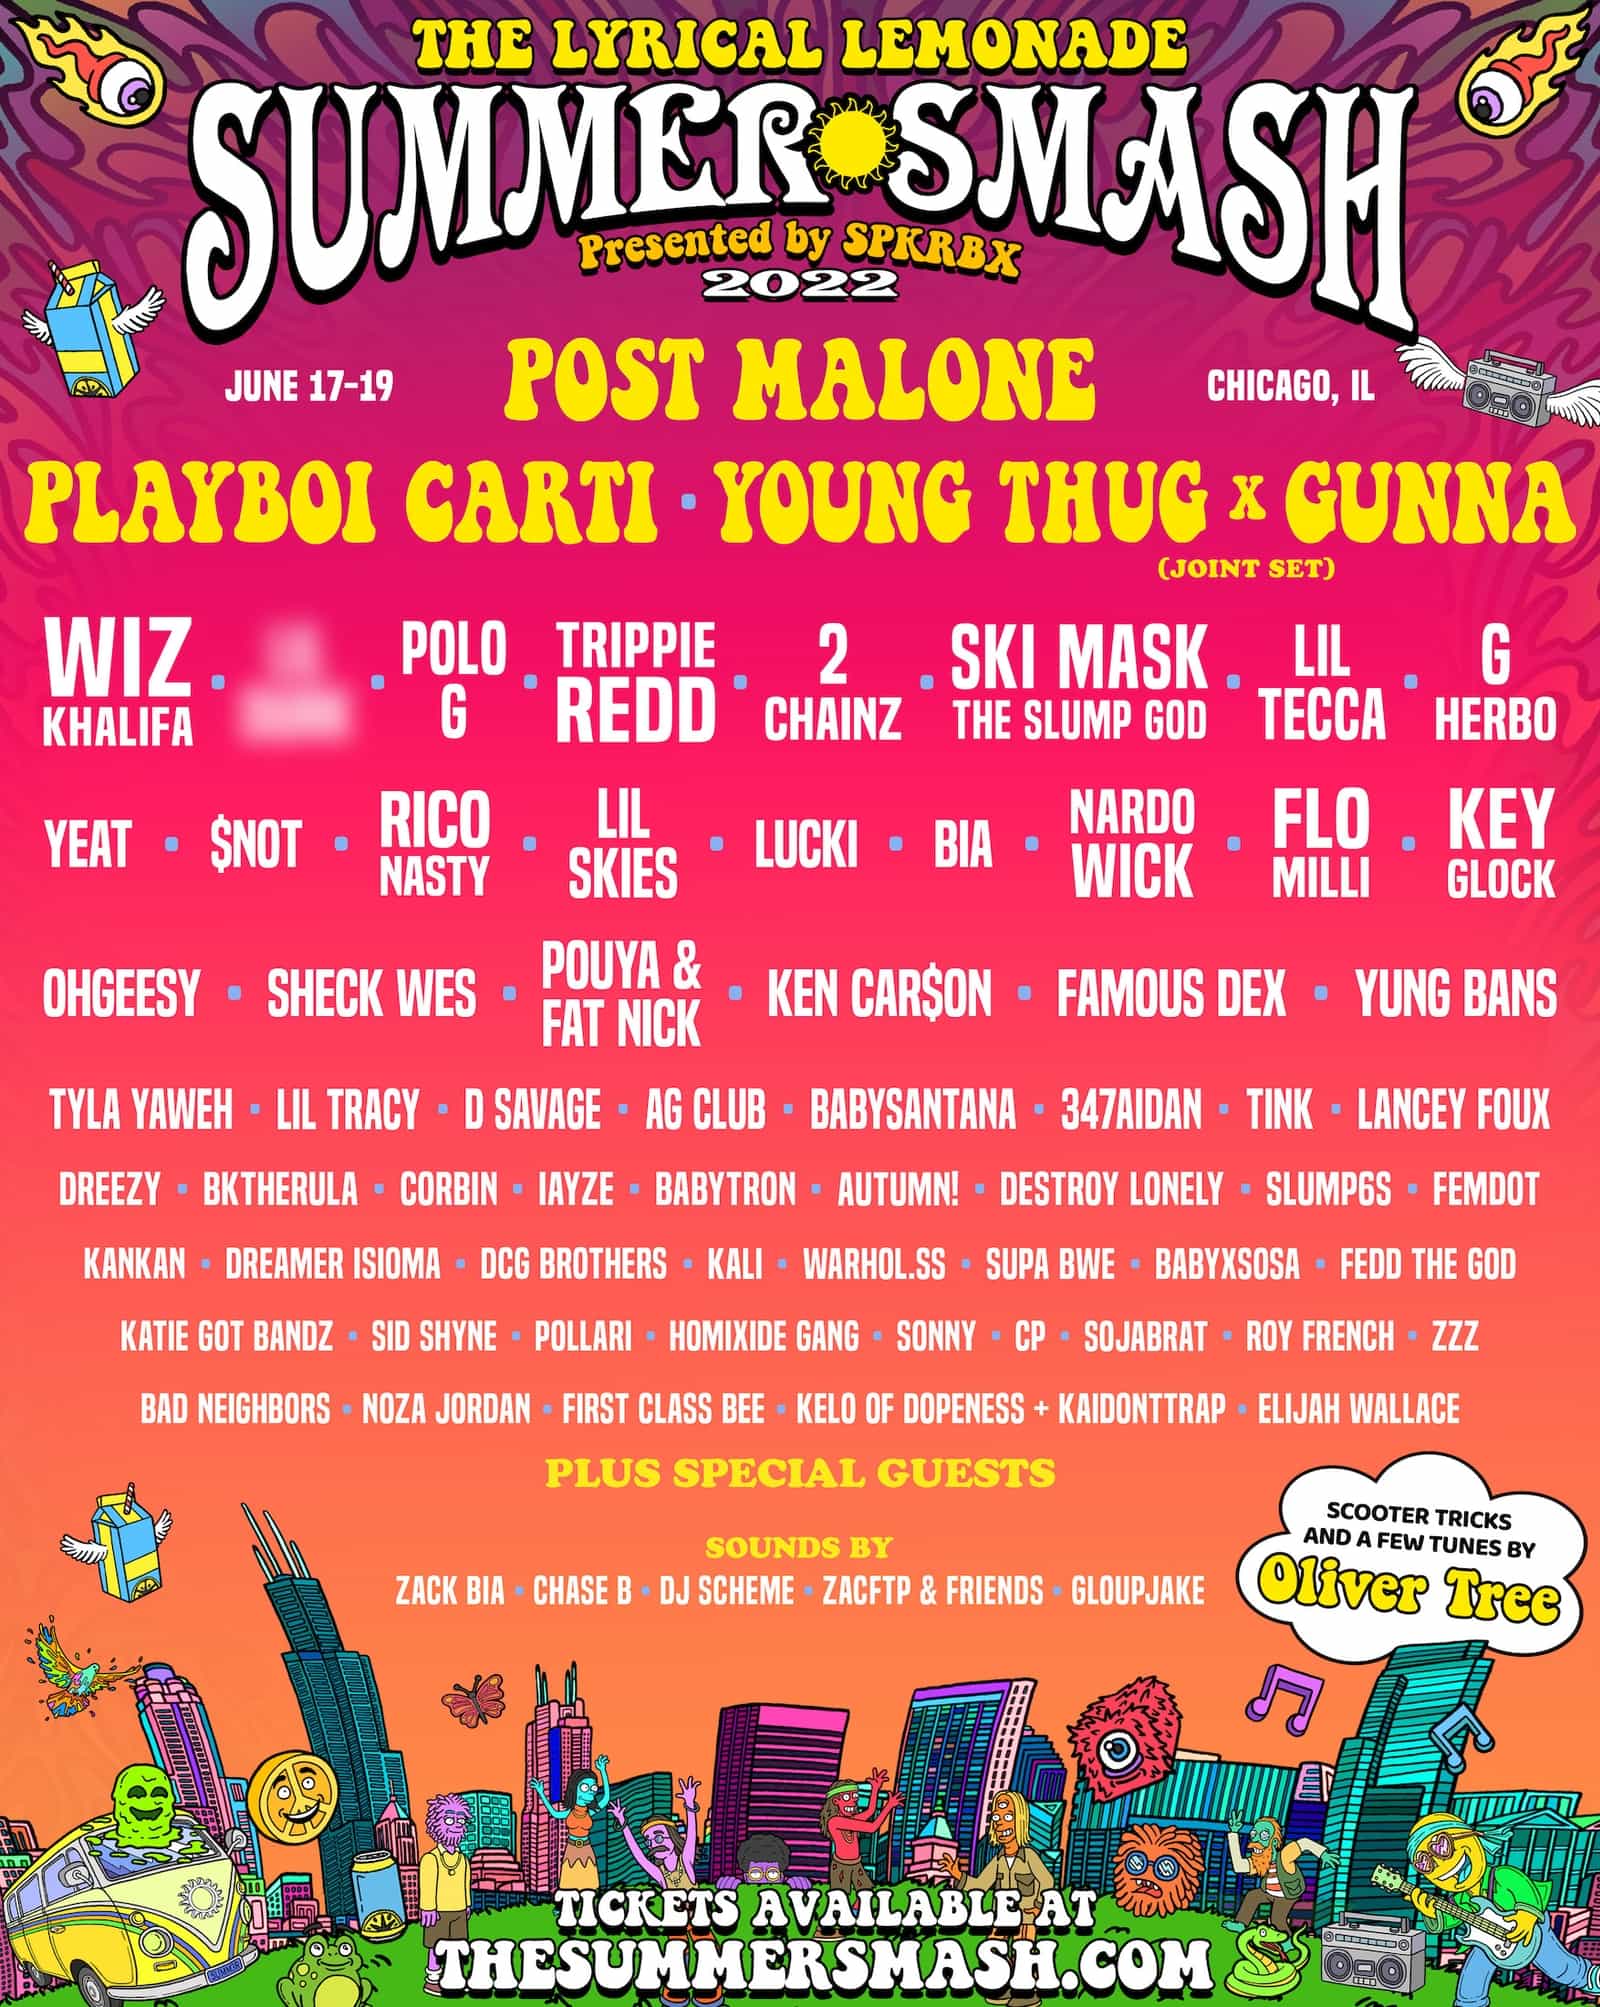 THE LYRICAL LEMONADE
SUMMER SMASH
Presented by SPKRBX
2022
JUNE 17-19 POST MALONE CHICAGO, IL
PLAYBOI CARTI · YOUNG THUG X GUNNA
(JOINT SET)
WIZ KHALIFA · · POLO G · TRIPPIE REDD · 2 CHAINZ · SKI MASK THE SLUMP GOD · LIL TECCA · G HERBO
YEAT · $NOT · RICO NASTY · LIL SKIES · LUCKI · BIA · NARDO WICK · FLO MILLI · KEY GLOCK
OHGEESY · SHECK WES · POUYA & FAT NICK · KEN CAR$ON · FAMOUS DEX · YUNG BANS
TYLA YAWEH · LIL TRACY · D SAVAGE · AG CLUB · BABYSANTANA · 347AIDAN · TINK · LANCEY FOUX
DREEZY · BKTHERULA · CORBIN · IAYZE · BABYTRON · AUTUMN! · DESTROY LONELY · SLUMP6S · FEMDOT
KANKAN · DREAMER ISIOMA · DCG BROTHERS · KALI · WARHOL.SS · SUPA BWE · BABYXSOSA · FEDD THE GOD
KATIE GOT BANDZ · SID SHYNE · POLLARI · HOMIXIDE GANG · SONNY · CP · SOJABRAT · ROY FRENCH · ZZZ
BAD NEIGHBORS · NOZA JORDAN · FIRST CLASS BEE · KELO OF DOPENESS + KAIDONTTRAP · ELIJAH WALLACE
PLUS SPECIAL GUESTS
SCOOTER TRICKS
AND A FEW TUNES BY
Oliver Tree
SOUNDS BY
ZACK BIA · CHASE B · DJ SCHEME · ZACFTP & FRIENDS · GLOUPJAKE
TICKETS AVAILABLE AT
THESUMMERSMASH.COM